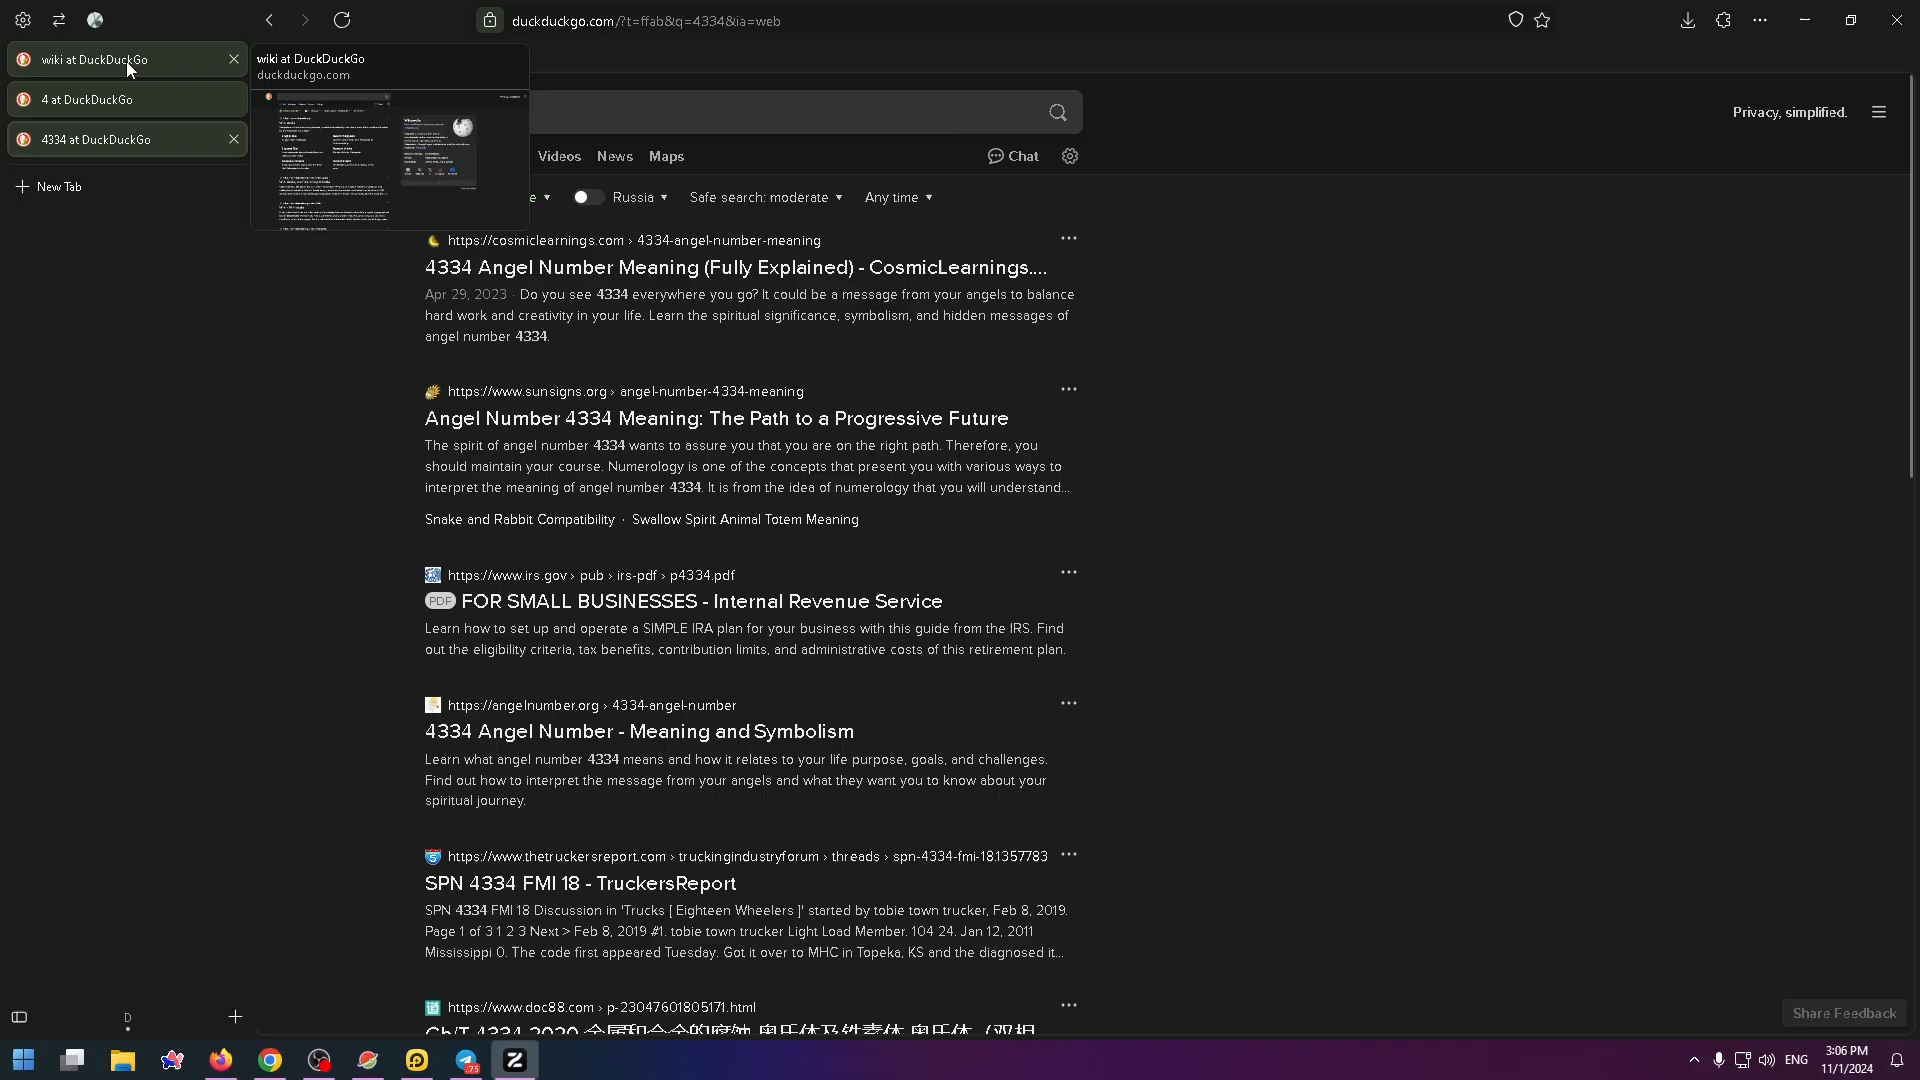 duckduckgo.com/?t=ffab&q=4334&ia=web
wiki at DuckDuckGo
4 at DuckDuckGo
4334 at DuckDuckGo
New Tab
wiki at DuckDuckGo
duckduckgo.com
Privacy, simplified.
Videos News Maps
Chat
Russia
Safe search: moderate
Any time
https://cosmiclearnings.com › 4334-angel-number-meaning
4334 Angel Number Meaning (Fully Explained) - CosmicLearnings....
Apr 29, 2023 · Do you see 4334 everywhere you go? It could be a message from your angels to balance
hard work and creativity in your life. Learn the spiritual significance, symbolism, and hidden messages of
angel number 4334.
https://www.sunsigns.org › angel-number-4334-meaning
Angel Number 4334 Meaning: The Path to a Progressive Future
The spirit of angel number 4334 wants to assure you that you are on the right path. Therefore, you
should maintain your course. Numerology is one of the concepts that present you with various ways to
interpret the meaning of angel number 4334. It is from the idea of numerology that you will understand...
Snake and Rabbit Compatibility · Swallow Spirit Animal Totem Meaning
https://www.irs.gov › pub › irs-pdf › p4334.pdf
PDF FOR SMALL BUSINESSES - Internal Revenue Service
Learn how to set up and operate a SIMPLE IRA plan for your business with this guide from the IRS. Find
out the eligibility criteria, tax benefits, contribution limits, and administrative costs of this retirement plan.
https://angelnumber.org › 4334-angel-number
4334 Angel Number - Meaning and Symbolism
Learn what angel number 4334 means and how it relates to your life purpose, goals, and challenges.
Find out how to interpret the message from your angels and what they want you to know about your
spiritual journey.
https://www.thetruckersreport.com › truckingindustryforum › threads › spn-4334-fmi-18.1357783
SPN 4334 FMI 18 - TruckersReport
SPN 4334 FMI 18 Discussion in 'Trucks [ Eighteen Wheelers ]' started by tobie town trucker, Feb 8, 2019.
Page 1 of 3 1 2 3 Next > Feb 8, 2019 #1. tobie town trucker Light Load Member. 104 24. Jan 12, 2011
Mississippi 0. The code first appeared Tuesday. Got it over to MHC in Topeka, KS and the diagnosed it...
https://www.doc88.com › p-23047601805171.html
Share Feedback
D
75
ENG
3:06 PM
11/1/2024